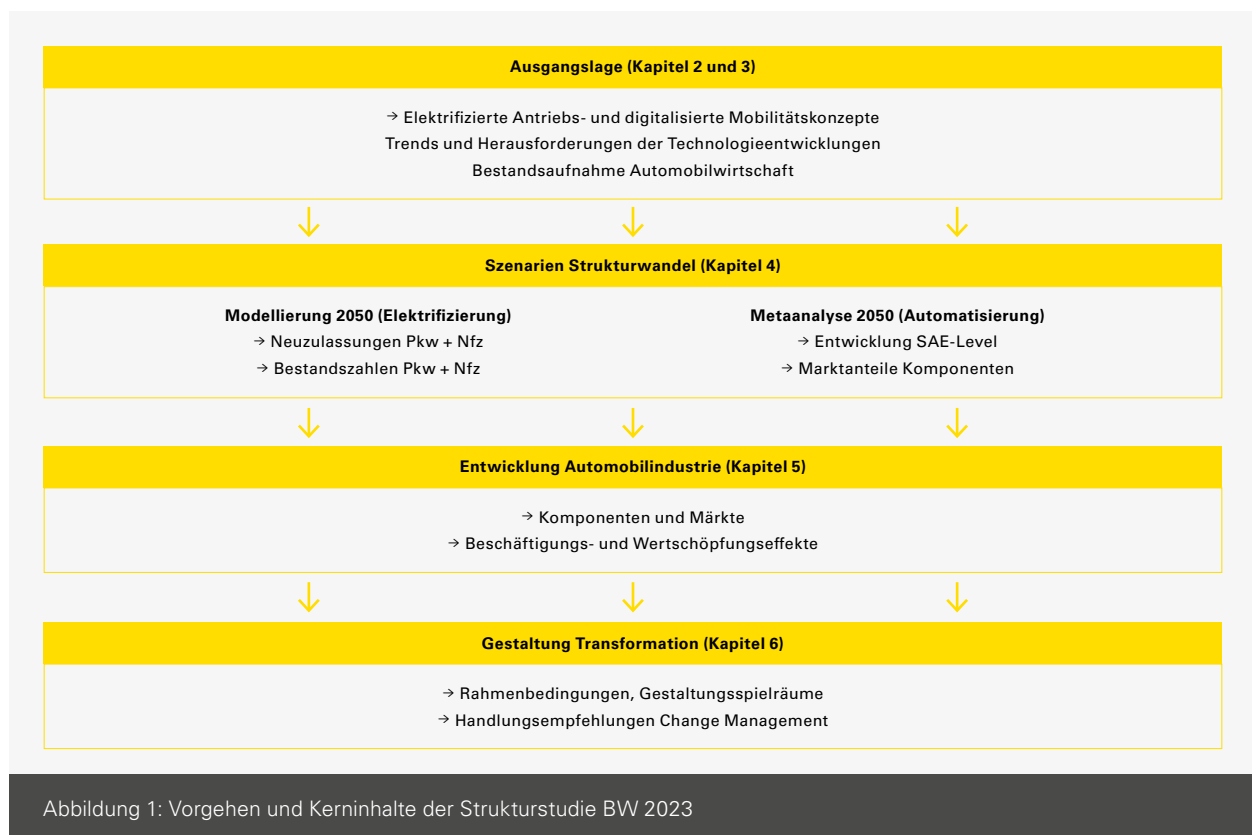 Ausgangslage (Kapitel 2 und 3)
→ Elektrifizierte Antriebs- und digitalisierte Mobilitätskonzepte
Trends und Herausforderungen der Technologieentwicklungen
Bestandsaufnahme Automobilwirtschaft
Szenarien Strukturwandel (Kapitel 4)
Modellierung 2050 (Elektrifizierung)
→ Neuzulassungen Pkw + Nfz
→ Bestandszahlen Pkw + Nfz
Metaanalyse 2050 (Automatisierung)
→ Entwicklung SAE-Level
→ Marktanteile Komponenten
Entwicklung Automobilindustrie (Kapitel 5)
→ Komponenten und Märkte
→ Beschäftigungs- und Wertschöpfungseffekte
Gestaltung Transformation (Kapitel 6)
→ Rahmenbedingungen, Gestaltungsspielräume
→ Handlungsempfehlungen Change Management
Abbildung 1: Vorgehen und Kerninhalte der Strukturstudie BW 2023